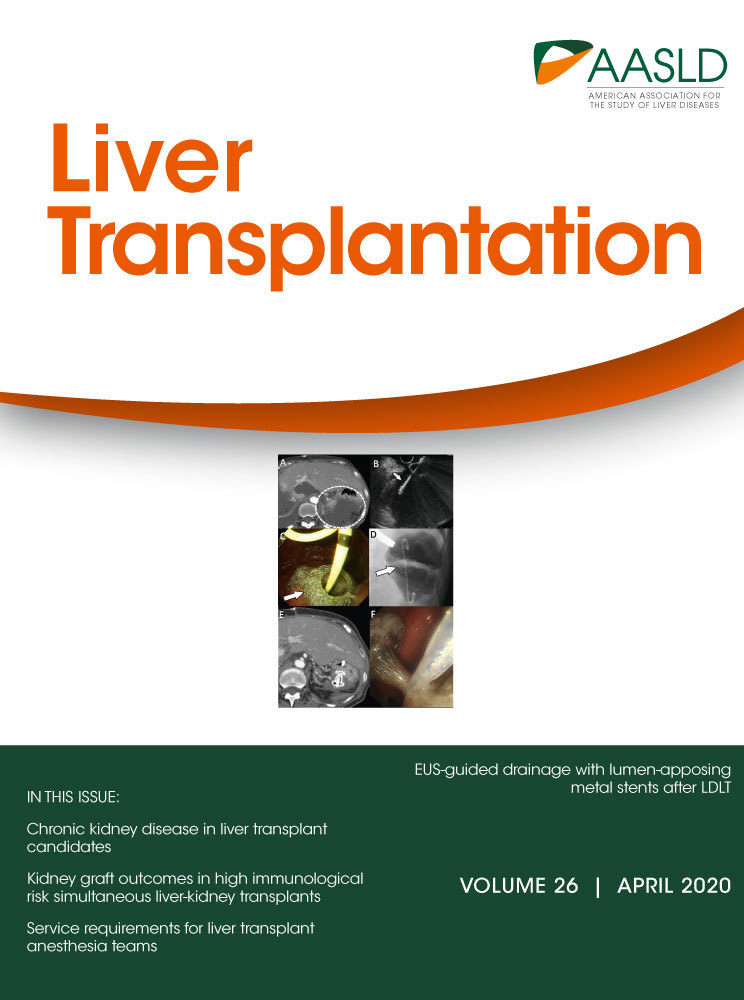 AASLD
AMERICAN ASSOCIATION FOR
THE STUDY OF LIVER DISEASES
Liver
Transplantation
A
B
C
D
E
F
EUS-guided drainage with lumen-apposing
metal stents after LDLT
IN THIS ISSUE:
Chronic kidney disease in liver transplant
candidates
Kidney graft outcomes in high immunological
risk simultaneous liver-kidney transplants
Service requirements for liver transplant
anesthesia teams
VOLUME 26 | APRIL 2020